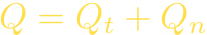 Q = Q_t + Q_n